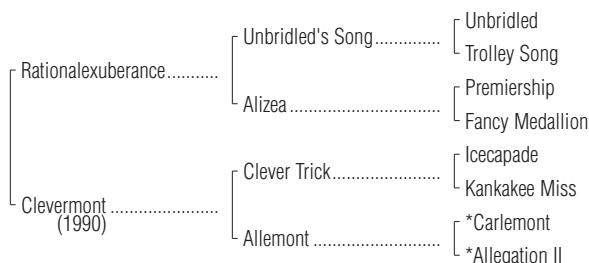 Unbridled
Unbridled's Song...............
Trolley Song
Rationalexuberance..........
Premiership
Alizea.............................
Fancy Medallion
Icecapade
Clever Trick.....................
Kankakee Miss
Clevermont .....................
(1990)
*Carlemont
Allemont ........................
*Allegation II